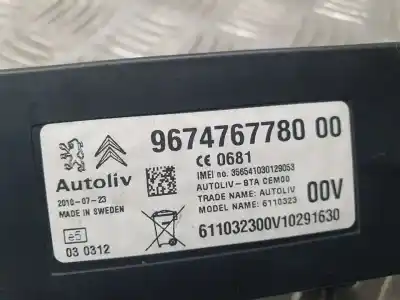 9674767780 00
CE 0681
IMEI no. 356541030129053
Autoliv
AUTOLIV-BTA CEM00
2010-07-23
TRADE NAME: AUTOLIV
MADE IN SWEDEN
MODEL NAME: 6110323
00V
e5
03 0312
611032300V10291630